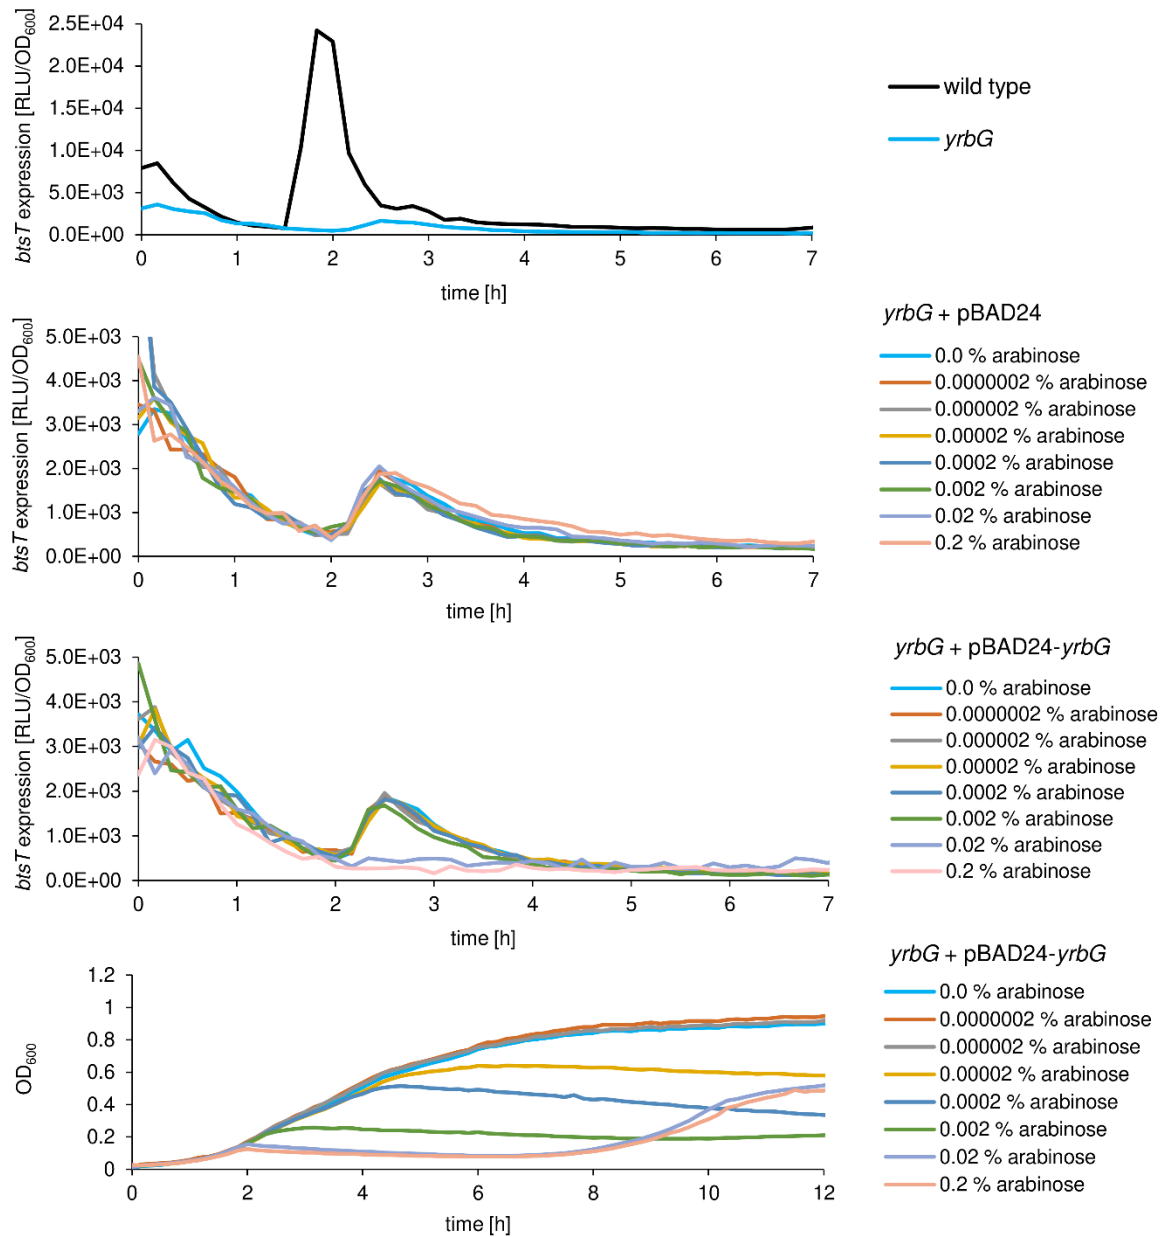 btsT expression [RLU/OD600]
2.5E+04
2.0E+04
1.5E+04
1.0E+04
5.0E+03
0.0E+00
0 1 2 3 4 5 6 7
time [h]
wild type
yrbG
btsT expression [RLU/OD600]
5.0E+03
4.0E+03
3.0E+03
2.0E+03
1.0E+03
0.0E+00
0 1 2 3 4 5 6 7
time [h]
yrbG + pBAD24
0.0 % arabinose
0.0000002 % arabinose
0.000002 % arabinose
0.00002 % arabinose
0.0002 % arabinose
0.002 % arabinose
0.02 % arabinose
0.2 % arabinose
btsT expression [RLU/OD600]
5.0E+03
4.0E+03
3.0E+03
2.0E+03
1.0E+03
0.0E+00
0 1 2 3 4 5 6 7
time [h]
yrbG + pBAD24-yrbG
0.0 % arabinose
0.0000002 % arabinose
0.000002 % arabinose
0.00002 % arabinose
0.0002 % arabinose
0.002 % arabinose
0.02 % arabinose
0.2 % arabinose
OD600
1.2
1
0.8
0.6
0.4
0.2
0
0 2 4 6 8 10 12
time [h]
yrbG + pBAD24-yrbG
0.0 % arabinose
0.0000002 % arabinose
0.000002 % arabinose
0.00002 % arabinose
0.0002 % arabinose
0.002 % arabinose
0.02 % arabinose
0.2 % arabinose